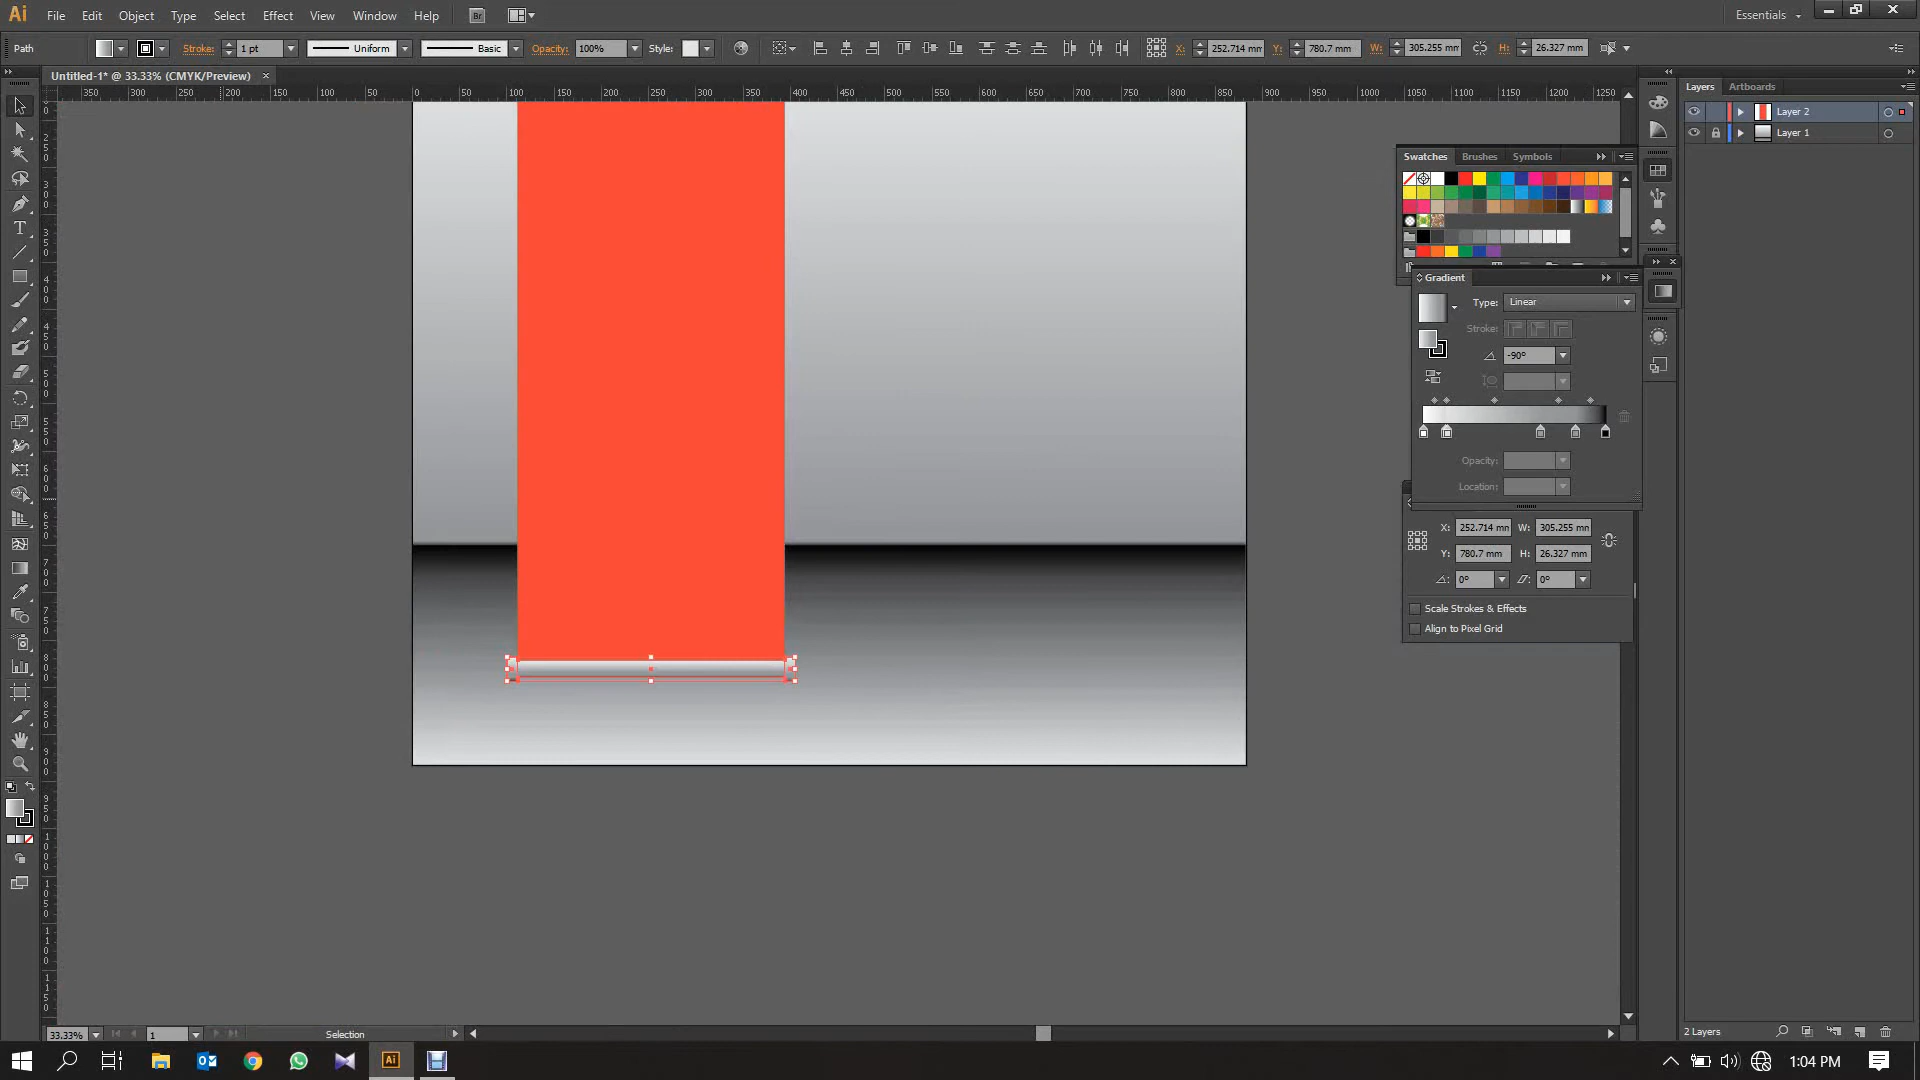 Ai File Edit Object Type Select Effect View Window Help Br Essentials
Path Stroke: 1 pt Uniform Basic Opacity: 100% Style: X: 252.714 mm Y: 780.7 mm W: 305.255 mm H: 26.327 mm
Untitled-1* @ 33.33% (CMYK/Preview)
350 300 250 200 150 100 50 0 50 100 150 200 250 300 350 400 450 500 550 600 650 700 750 800 850 900 950 1000 1050 1100 1150 1200 1250
Layers Artboards
Layer 2
Layer 1
Swatches Brushes Symbols
Gradient
Type: Linear
Stroke:
-90°
Opacity:
Location:
X: 252.714 mm W: 305.255 mm
Y: 780.7 mm H: 26.327 mm
0° 0°
Scale Strokes & Effects
Align to Pixel Grid
33.33% 1 Selection
2 Layers
Ai 1:04 PM